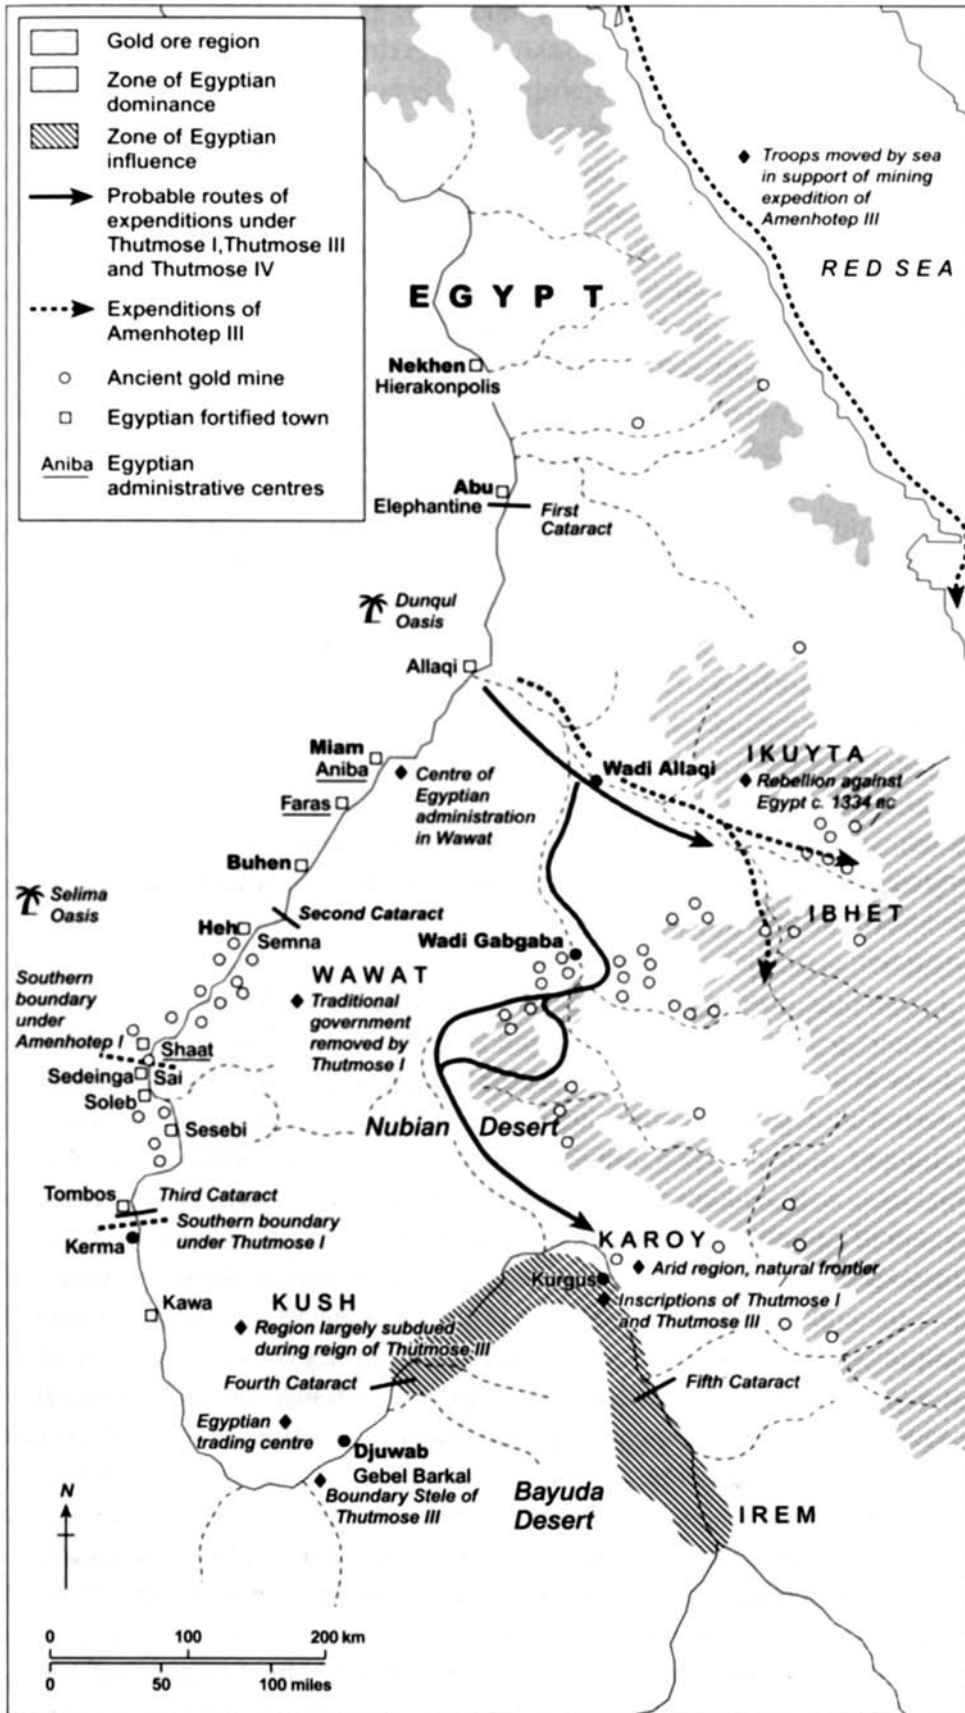 Gold ore region
Zone of Egyptian
dominance
Zone of Egyptian
influence
Probable routes of
expenditions under
Thutmose I,Thutmose III
and Thutmose IV
Expenditions of
Amenhotep III
Ancient gold mine
Egyptian fortified town
Aniba
Egyptian
administrative centres
Troops moved by sea
in support of mining
expedition of
Amenhotep III
RED SEA
EGYPT
Nekhen
Hierakonpolis
Abu
Elephantine
First
Cataract
Dunqul
Oasis
Allaqi
Miam
Aniba
Centre of
Egyptian
administration
in Wawat
Wadi Allaqi
IKUYTA
Rebellion against
Egypt c. 1334 BC
Faras
Buhen
Selima
Oasis
Second Cataract
Heh
Semna
IBHET
Wadi Gabgaba
WAWAT
Traditional
government
removed by
Thutmose I
Southern
boundary
under
Amenhotep I
Shaat
Sai
Sedeinga
Soleb
Sesebi
Nubian Desert
Tombos
Third Cataract
Southern boundary
under Thutmose I
Kerma
KAROY
Arid region, natural frontier
Kurgus
Inscriptions of Thutmose I
and Thutmose III
Kawa
KUSH
Region largely subdued
during reign of Thutmose III
Fourth Cataract
Fifth Cataract
Egyptian
trading centre
Djuwab
Gebel Barkal
Boundary Stele of
Thutmose III
Bayuda
Desert
IREM
N
0 100 200 km
0 50 100 miles